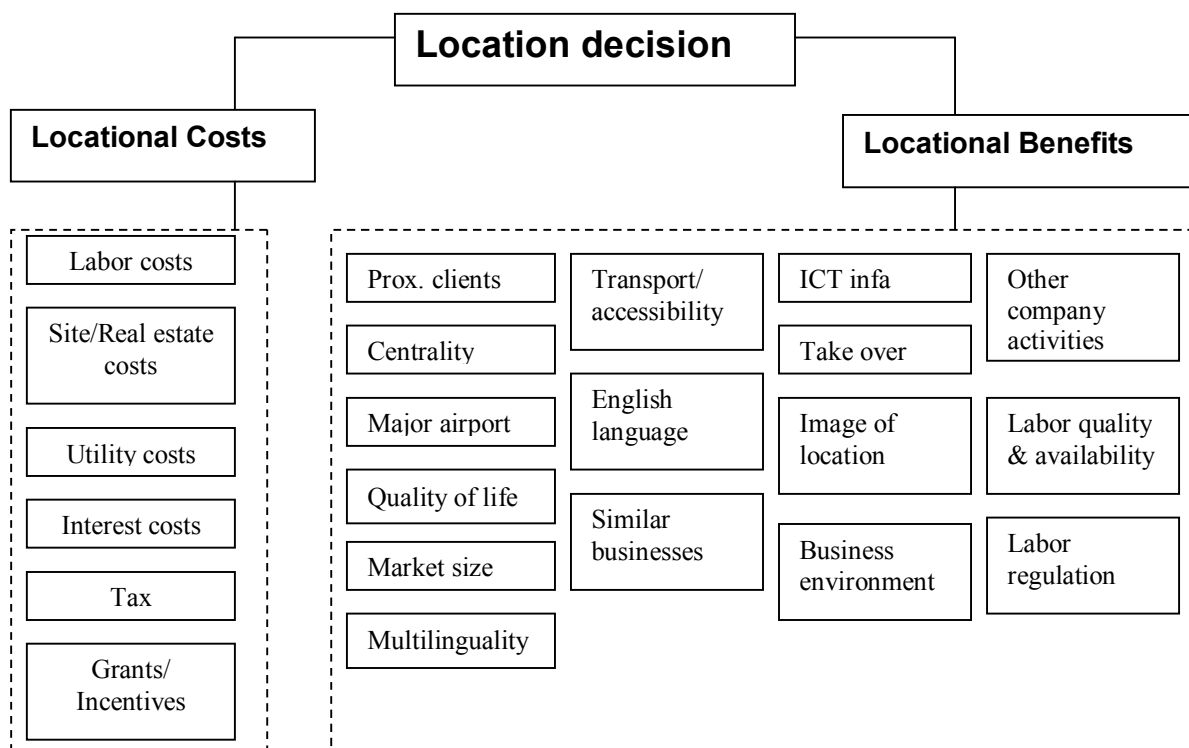 Location decision
Locational Costs
Locational Benefits
Labor costs
Site/Real estate
costs
Utility costs
Interest costs
Tax
Grants/
Incentives
Prox. clients
Centrality
Major airport
Quality of life
Market size
Multilinguality
Transport/
accessibility
English
language
Similar
businesses
ICT infa
Take over
Image of
location
Business
environment
Other
company
activities
Labor quality
& availability
Labor
regulation